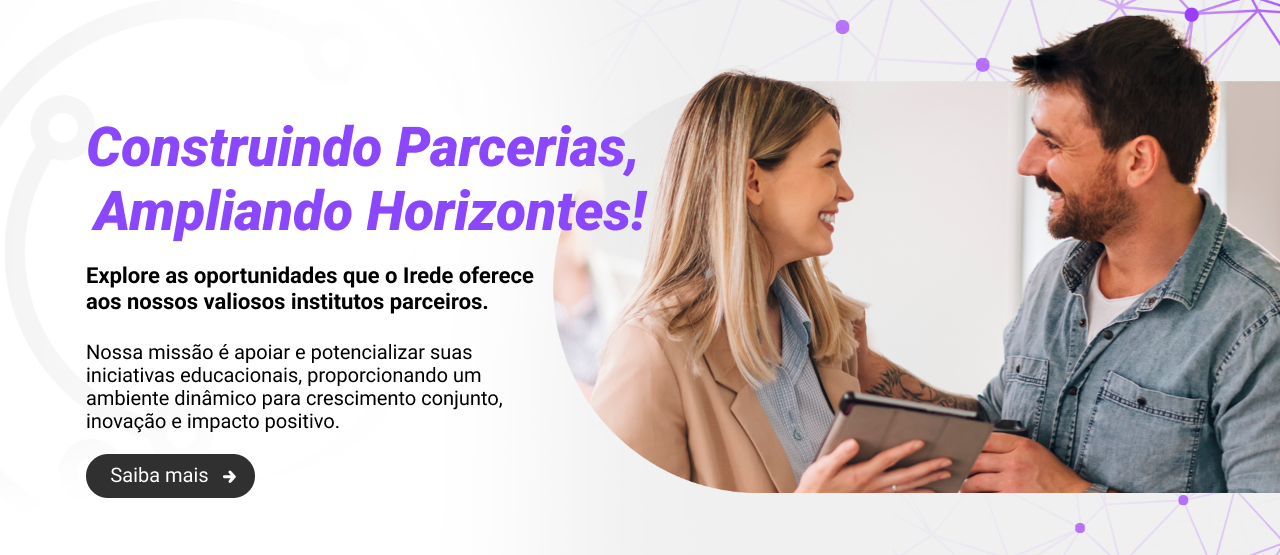 Construindo Parcerias,
Ampliando Horizontes!
Explore as oportunidades que o Irede oferece
aos nossos valiosos institutos parceiros.
Nossa missão é apoiar e potencializar suas
iniciativas educacionais, proporcionando um
ambiente dinâmico para crescimento conjunto,
inovação e impacto positivo.
Saiba mais